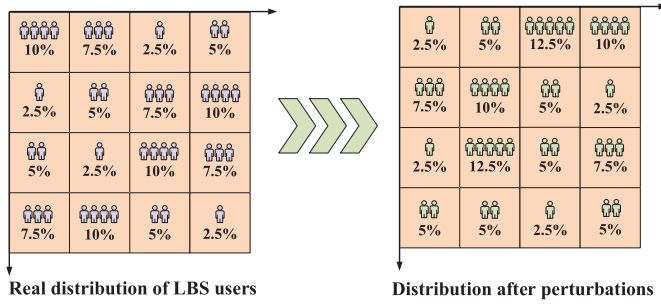 10% 7.5% 2.5% 5%
2.5% 5% 7.5% 10%
5% 2.5% 10% 7.5%
7.5% 10% 5% 2.5%
Real distribution of LBS users
2.5% 5% 12.5% 10%
7.5% 10% 5% 2.5%
2.5% 12.5% 5% 7.5%
5% 5% 2.5% 5%
Distribution after perturbations